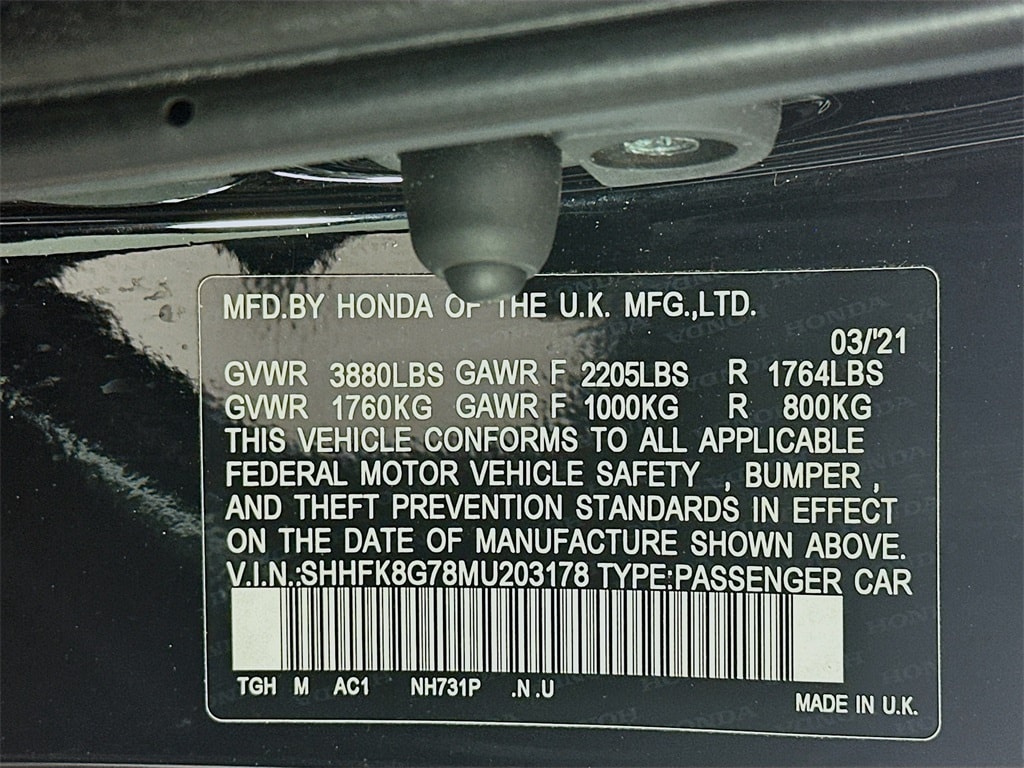 MFD.BY HONDA OF THE U.K. MFG.,LTD.
03/'21
GVWR 3880LBS GAWR F 2205LBS R 1764LBS
GVWR 1760KG GAWR F 1000KG R 800KG
THIS VEHICLE CONFORMS TO ALL APPLICABLE
FEDERAL MOTOR VEHICLE SAFETY , BUMPER ,
AND THEFT PREVENTION STANDARDS IN EFFECT
ON THE DATE OF MANUFACTURE SHOWN ABOVE.
V.I.N.:SHHFK8G78MU203178 TYPE:PASSENGER CAR
TGH M AC1 NH731P .N .U
MADE IN U.K.